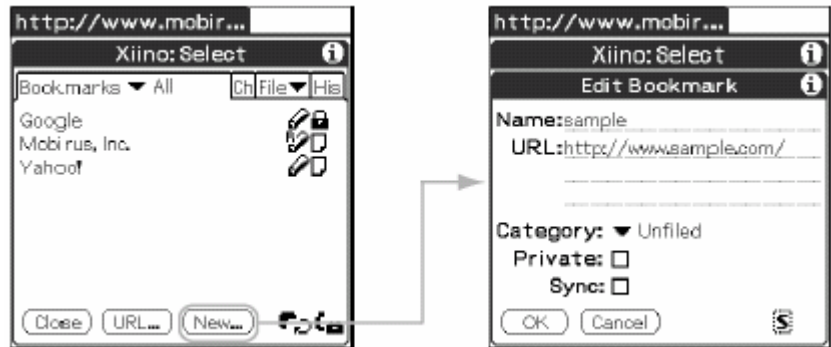 http://www.mobir...
Xiino: Select
Bookmarks All Ch File His
Google
Mobirus, Inc.
Yahoo!
Close URL... New...
http://www.mobir...
Xiino: Select
Edit Bookmark
Name: sample
URL: http://www.sample.com/
Category: Unfiled
Private:
Sync:
OK Cancel S